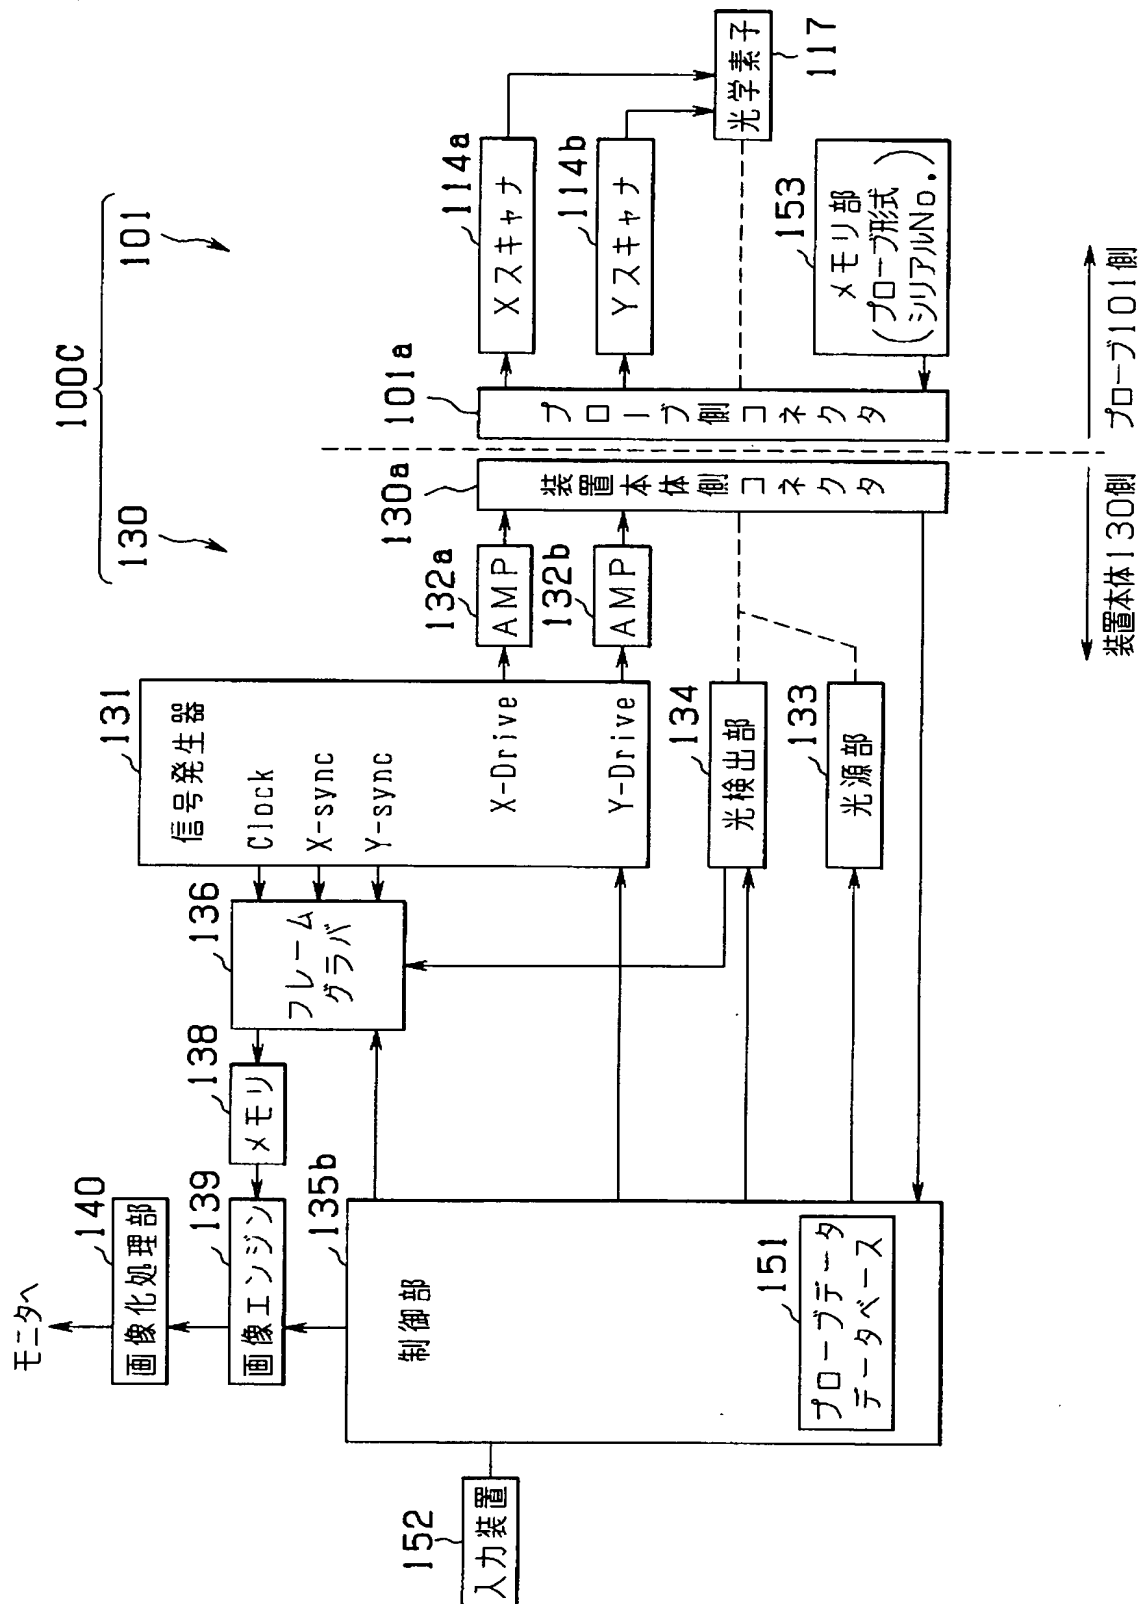 100C
130
101
130a
101a
114a
Xスキャナ
114b
Yスキャナ
光学素子
117
153
メモリ部
プローブ形式
シリアルNo.
プローブ側コネクタ
装置本体側コネクタ
132a
AMP
132b
AMP
131
信号発生器
Clock
X-sync
Y-sync
X-Drive
Y-Drive
134
光検出部
133
光源部
136
フレーム
グラバ
138
メモリ
139
画像エンジン
140
画像化処理部
モニタへ
135b
制御部
151
プローブデータ
データベース
152
入力装置
装置本体130側
プローブ101側